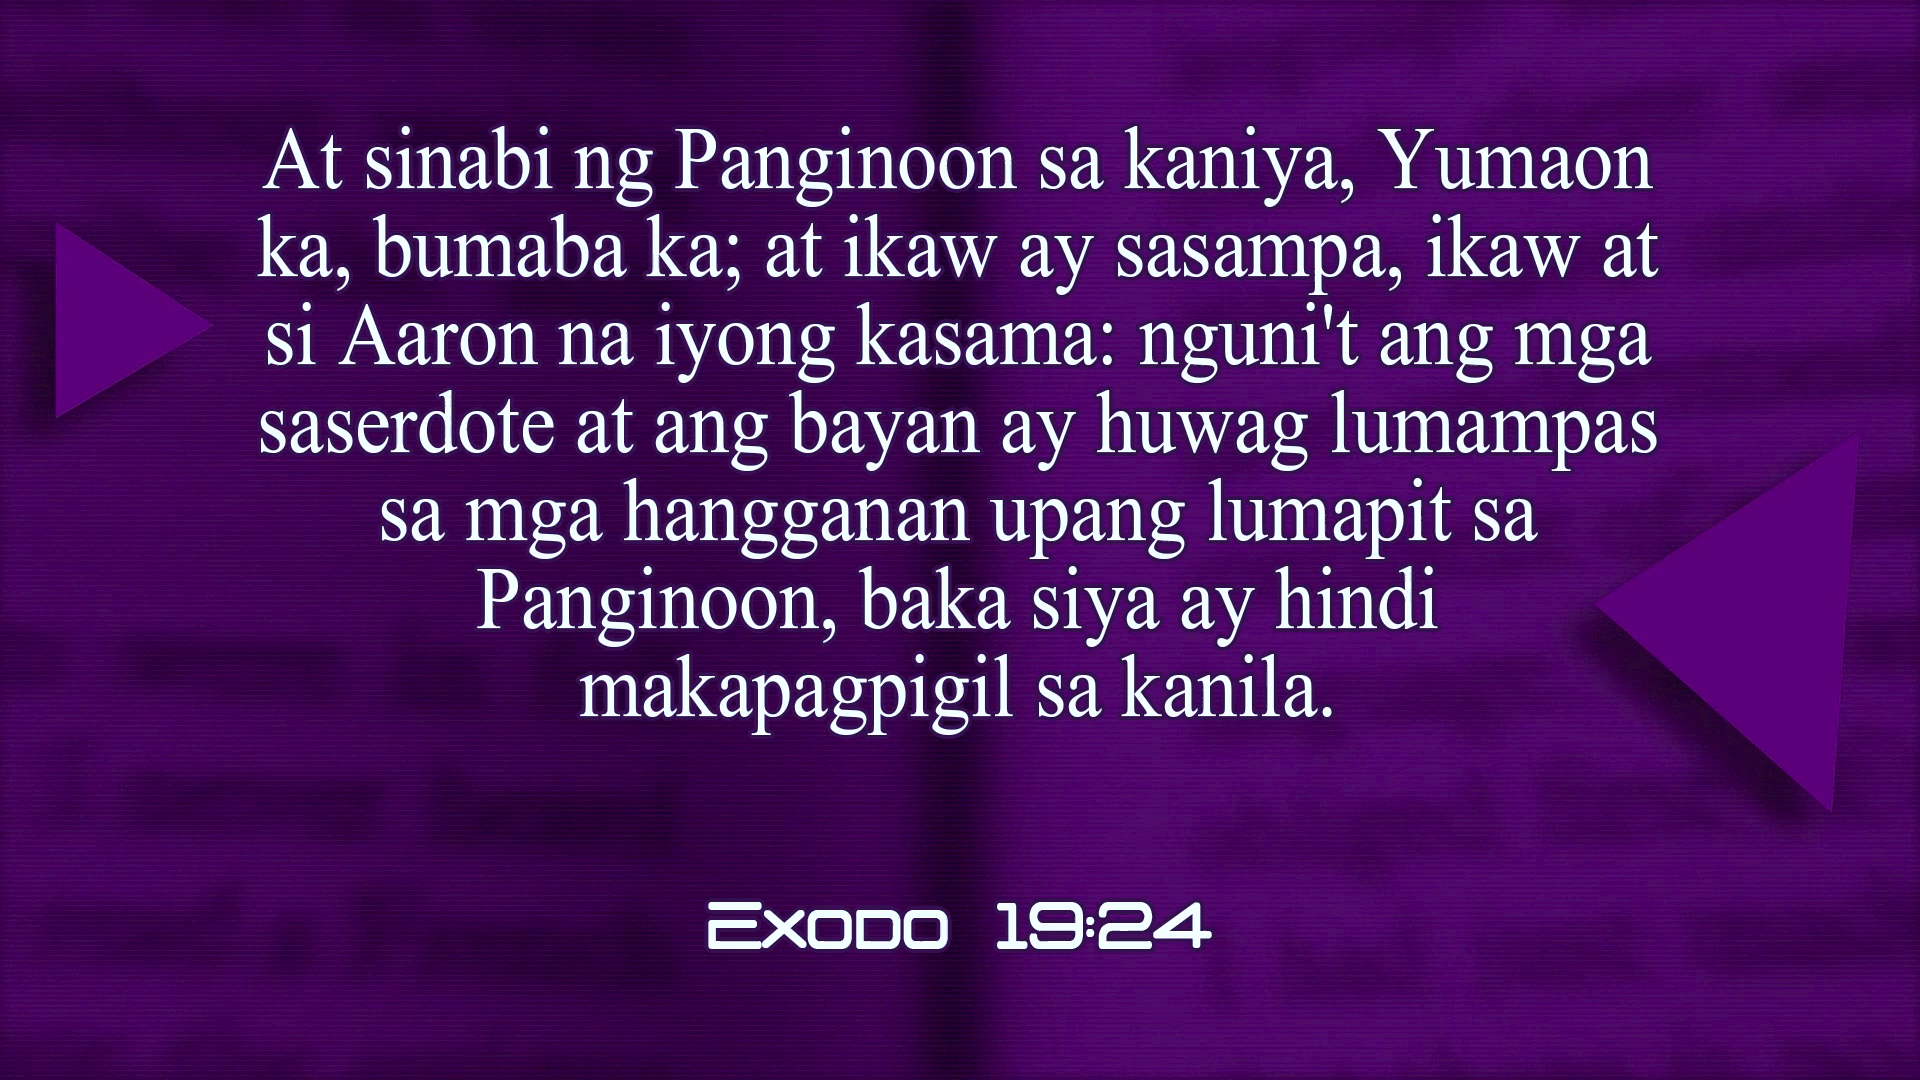 At sinabi ng Panginoon sa kaniya, Yumaon
ka, bumaba ka; at ikaw ay sasampa, ikaw at
si Aaron na iyong kasama: nguni't ang mga
saserdote at ang bayan ay huwag lumampas
sa mga hangganan upang lumapit sa
Panginoon, baka siya ay hindi
makapagpigil sa kanila.
Exodo 19:24